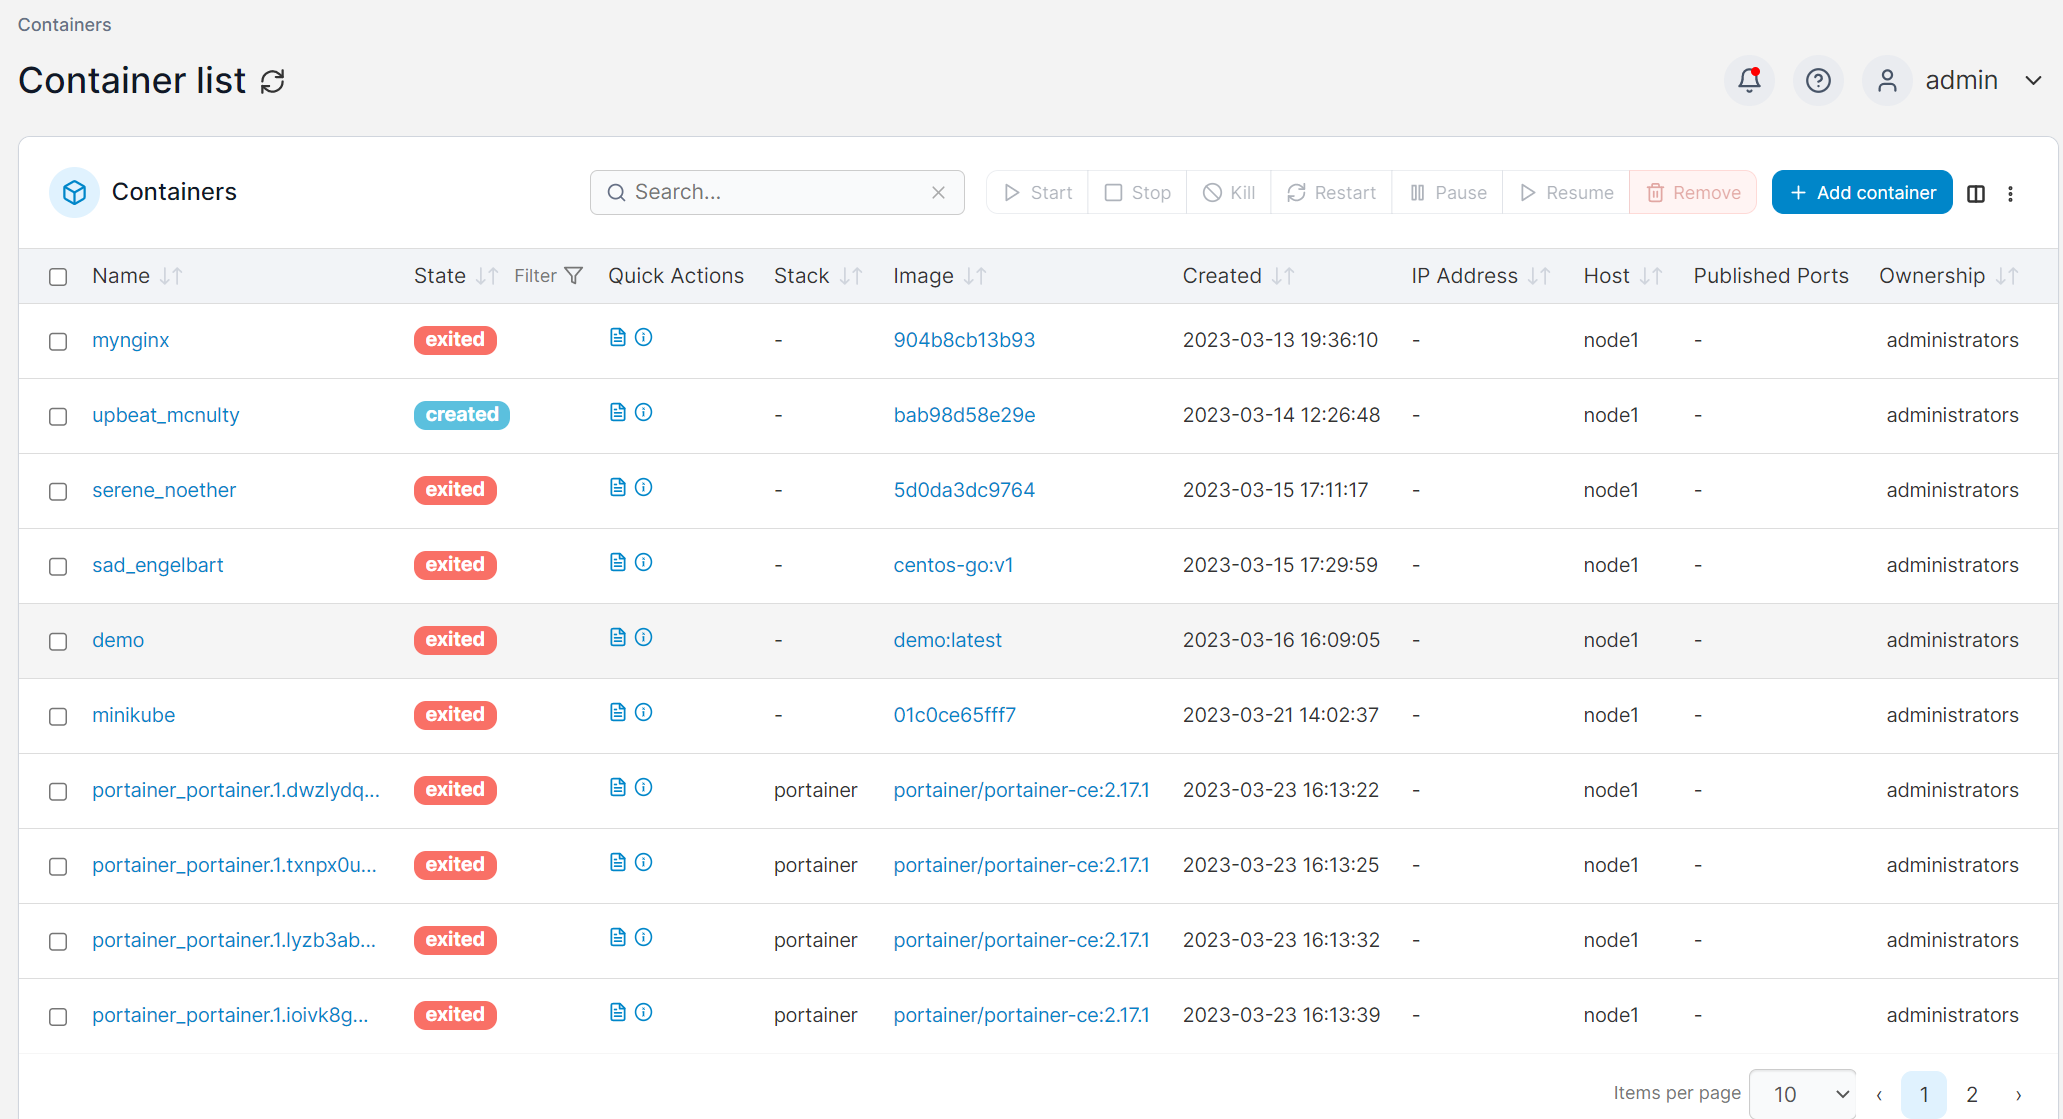 Containers
Container list
admin
Containers
Search...
Start Stop Kill Restart Pause Resume Remove Add container
Name State Filter Quick Actions Stack Image Created IP Address Host Published Ports Ownership
mynginx exited - 904b8cb13b93 2023-03-13 19:36:10 - node1 - administrators
upbeat_mcnulty created - bab98d58e29e 2023-03-14 12:26:48 - node1 - administrators
serene_noether exited - 5d0da3dc9764 2023-03-15 17:11:17 - node1 - administrators
sad_engelbart exited - centos-go:v1 2023-03-15 17:29:59 - node1 - administrators
demo exited - demo:latest 2023-03-16 16:09:05 - node1 - administrators
minikube exited - 01c0ce65fff7 2023-03-21 14:02:37 - node1 - administrators
portainer_portainer.1.dwzlydq... exited portainer portainer/portainer-ce:2.17.1 2023-03-23 16:13:22 - node1 - administrators
portainer_portainer.1.txnpx0u... exited portainer portainer/portainer-ce:2.17.1 2023-03-23 16:13:25 - node1 - administrators
portainer_portainer.1.lyzb3ab... exited portainer portainer/portainer-ce:2.17.1 2023-03-23 16:13:32 - node1 - administrators
portainer_portainer.1.ioivk8g... exited portainer portainer/portainer-ce:2.17.1 2023-03-23 16:13:39 - node1 - administrators
Items per page 10 ‹ 1 2 ›